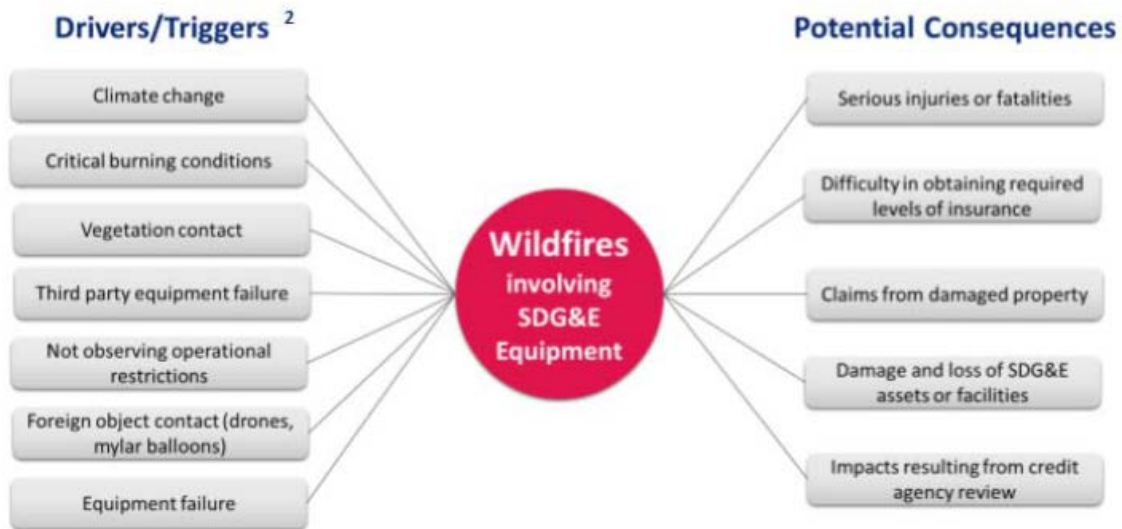 Drivers/Triggers 2
Climate change
Critical burning conditions
Vegetation contact
Third party equipment failure
Not observing operational
restrictions
Foreign object contact (drones,
mylar balloons)
Equipment failure
Wildfires
involving
SDG&E
Equipment
Potential Consequences
Serious injuries or fatalities
Difficulty in obtaining required
levels of insurance
Claims from damaged property
Damage and loss of SDG&E
assets or facilities
Impacts resulting from credit
agency review